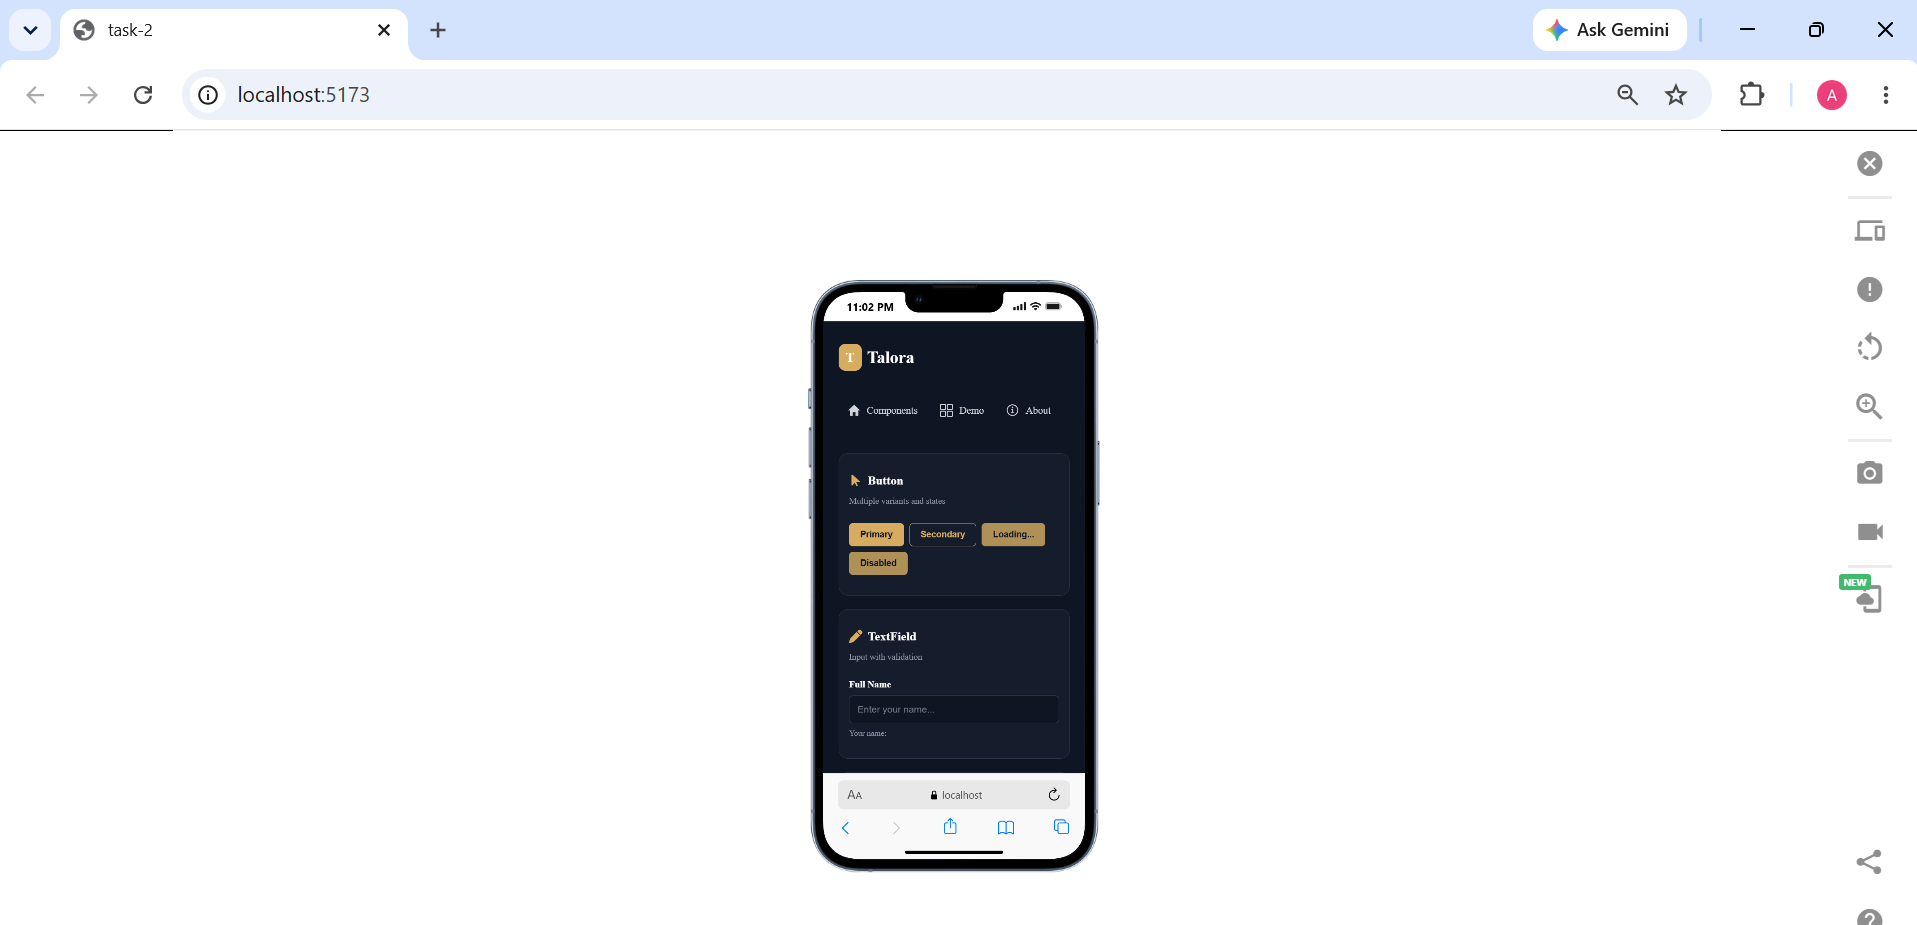 task-2
Ask Gemini
localhost:5173
A
11:02 PM
T Talora
Components Demo About
Button
Multiple variants and states
Primary Secondary Loading...
Disabled
TextField
Input with validation
Full Name
Enter your name...
Your name:
AA localhost
NEW